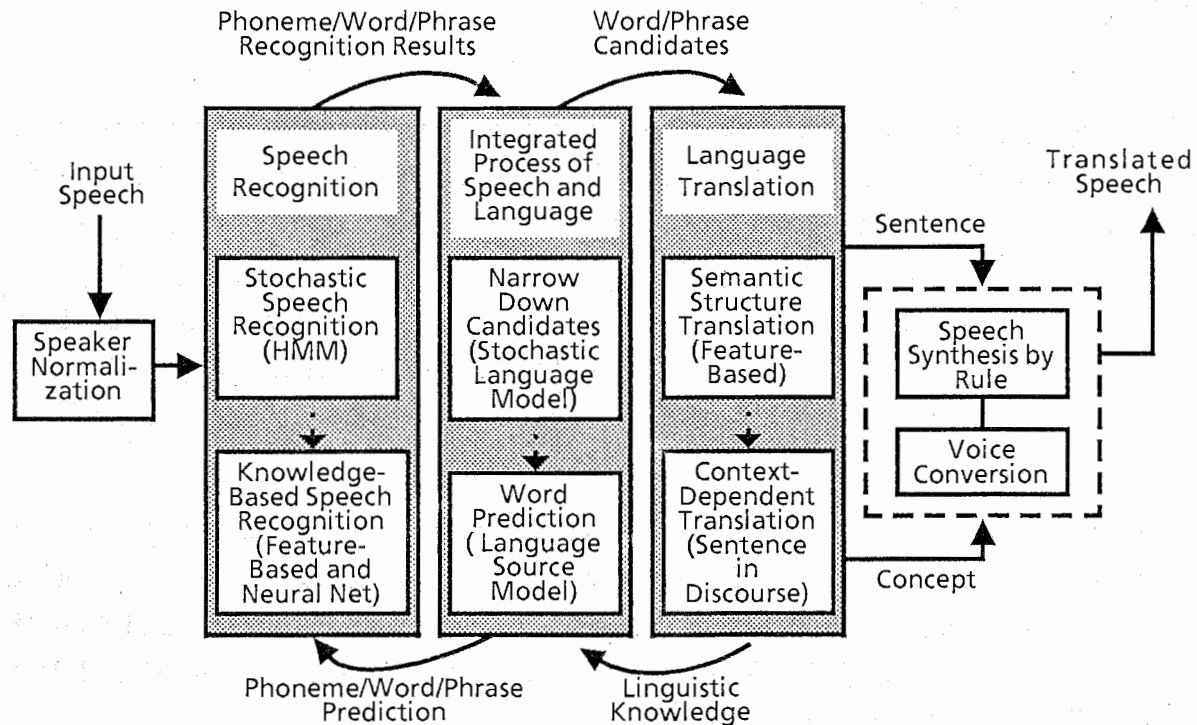 Phoneme/Word/Phrase
Recognition Results
Word/Phrase
Candidates
Input
Speech
Speaker
Normali-
zation
Speech
Recognition
Stochastic
Speech
Recognition
(HMM)
Knowledge-
Based Speech
Recognition
(Feature-
Based and
Neural Net)
Integrated
Process of
Speech and
Language
Narrow
Down
Candidates
(Stochastic
Language
Model)
Word
Prediction
( Language
Source
Model)
Language
Translation
Semantic
Structure
Translation
(Feature-
Based)
Context-
Dependent
Translation
(Sentence
in
Discourse)
Sentence
Concept
Speech
Synthesis by
Rule
Voice
Conversion
Translated
Speech
Phoneme/Word/Phrase
Prediction
Linguistic
Knowledge